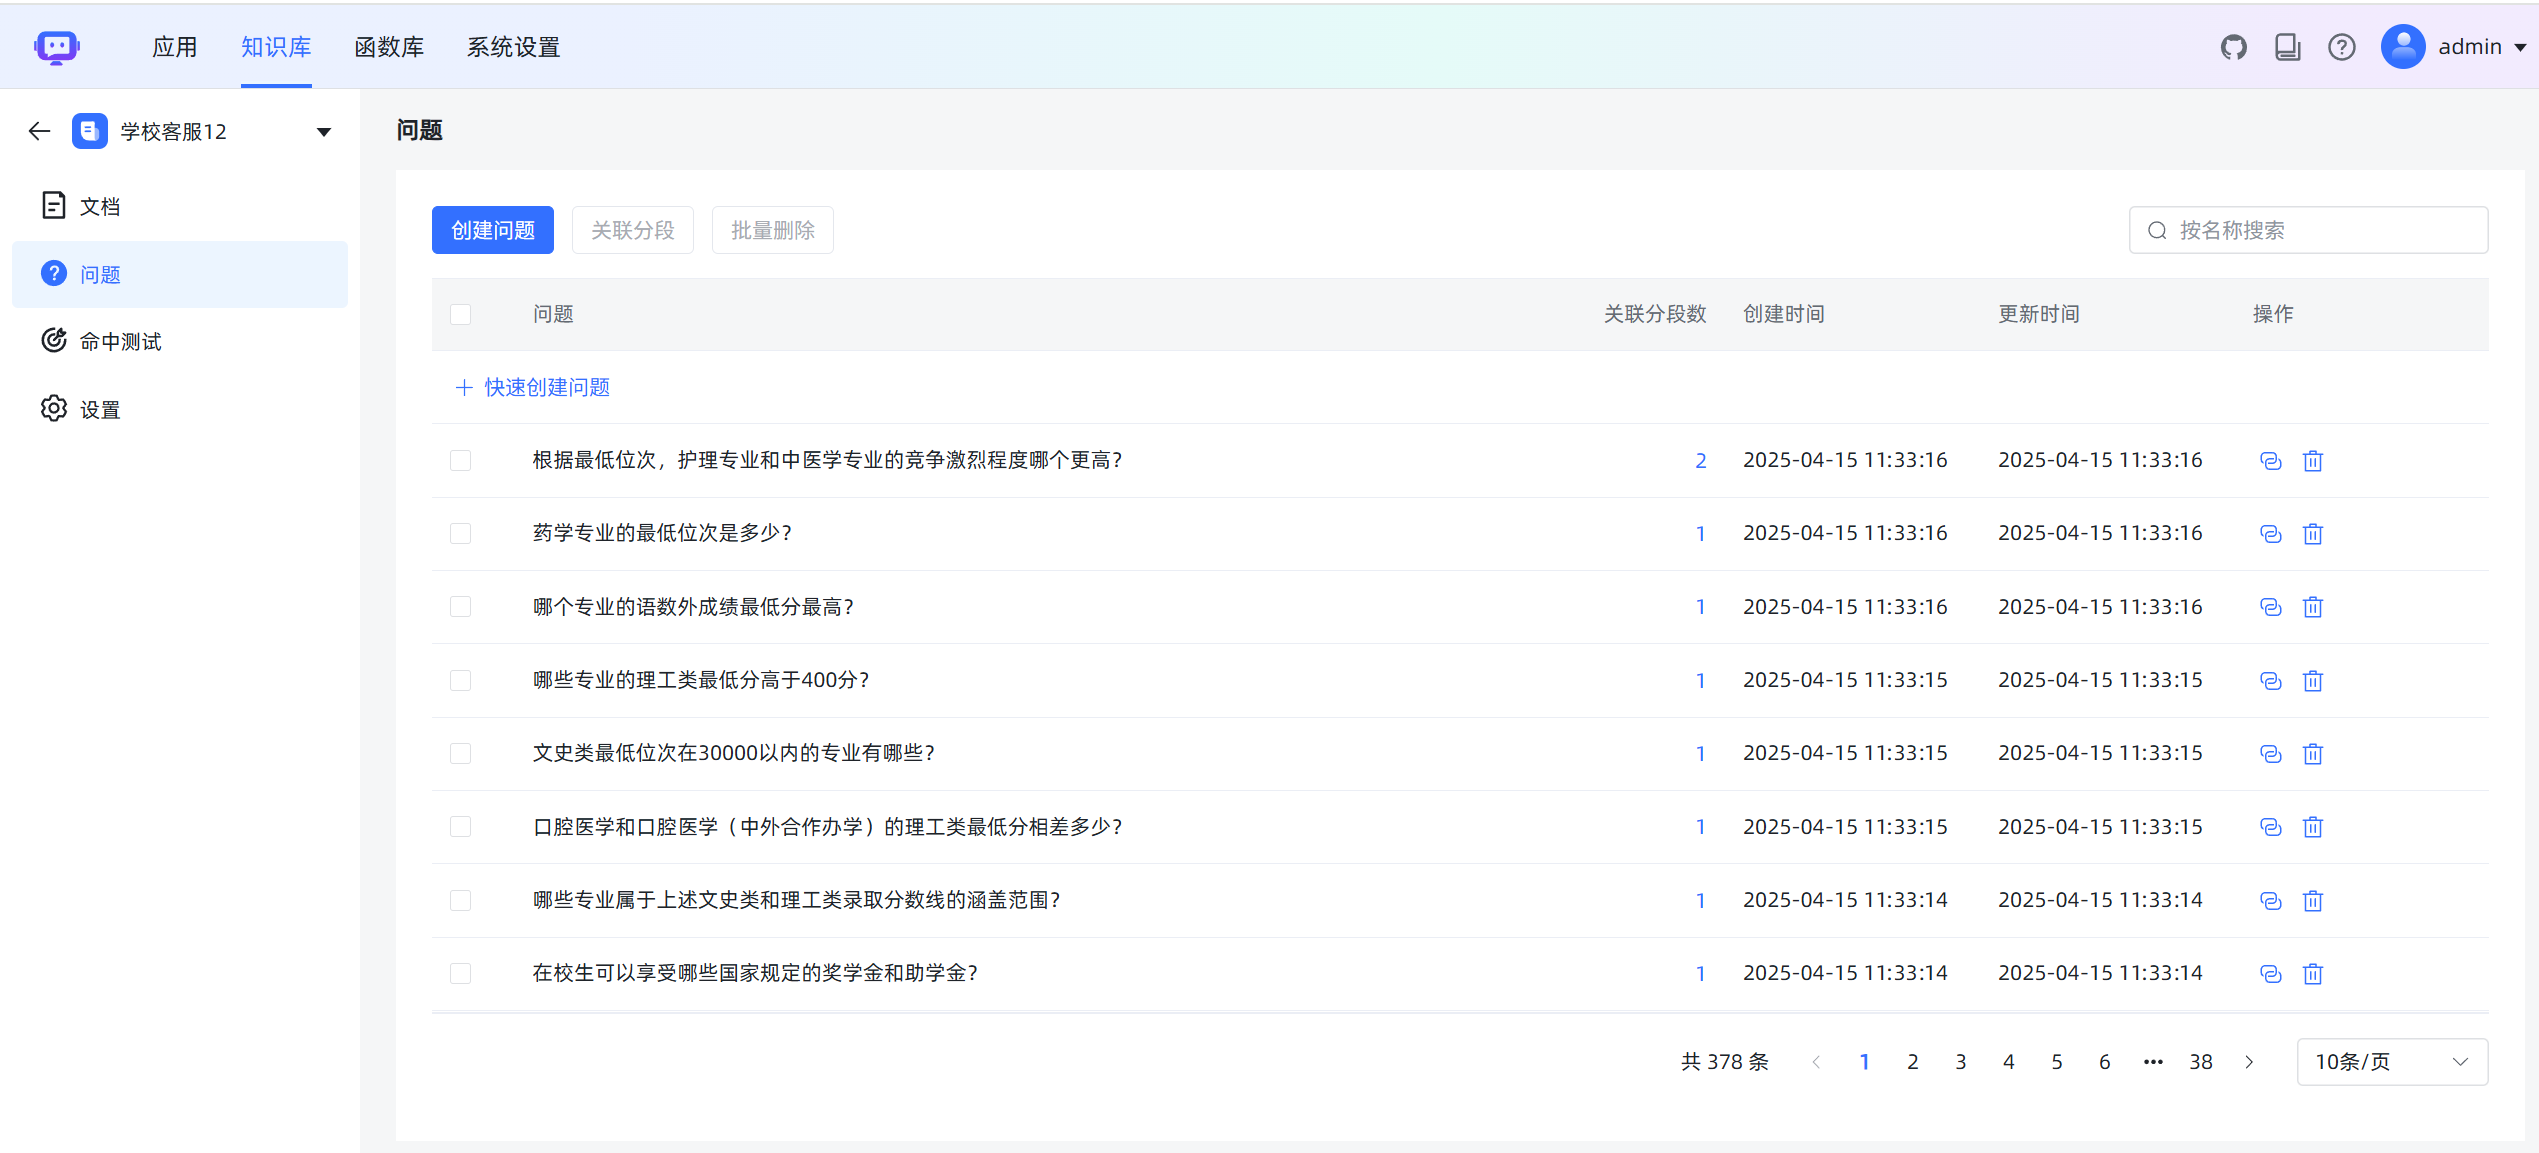 应用 知识库 函数库 系统设置 admin
学校客服12
文档
问题
命中测试
设置
问题
创建问题 关联分段 批量删除 按名称搜索
问题 关联分段数 创建时间 更新时间 操作
快速创建问题
根据最低位次，护理专业和中医学专业的竞争激烈程度哪个更高? 2 2025-04-15 11:33:16 2025-04-15 11:33:16
药学专业的最低位次是多少? 1 2025-04-15 11:33:16 2025-04-15 11:33:16
哪个专业的语数外成绩最低分最高? 1 2025-04-15 11:33:16 2025-04-15 11:33:16
哪些专业的理工类最低分高于400分? 1 2025-04-15 11:33:15 2025-04-15 11:33:15
文史类最低位次在30000以内的专业有哪些? 1 2025-04-15 11:33:15 2025-04-15 11:33:15
口腔医学和口腔医学（中外合作办学）的理工类最低分相差多少? 1 2025-04-15 11:33:15 2025-04-15 11:33:15
哪些专业属于上述文史类和理工类录取分数线的涵盖范围? 1 2025-04-15 11:33:14 2025-04-15 11:33:14
在校生可以享受哪些国家规定的奖学金和助学金? 1 2025-04-15 11:33:14 2025-04-15 11:33:14
共 378 条 1 2 3 4 5 6 ••• 38 10条/页